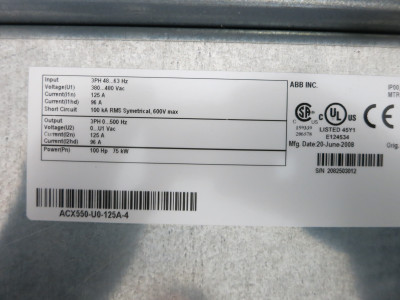 Input 3PH 48...63 Hz
Voltage(U1) 380...480 Vac
Current(I1n) 125 A
Current(I1hd) 96 A
Short Circuit 100 kA RMS Symetrical, 600V max
Output 3PH 0...500 Hz
Voltage(U2) 0...U1 Vac
Current(I2n) 125 A
Current(I2hd) 96 A
Power(Pn) 100 Hp 75 kW
ACX550-U0-125A-4
ABB INC.
LISTED 45Y1
E124534
Mfg. Date:20-June-2008
S/N: 2082503012
IP00
MTR
Orig.